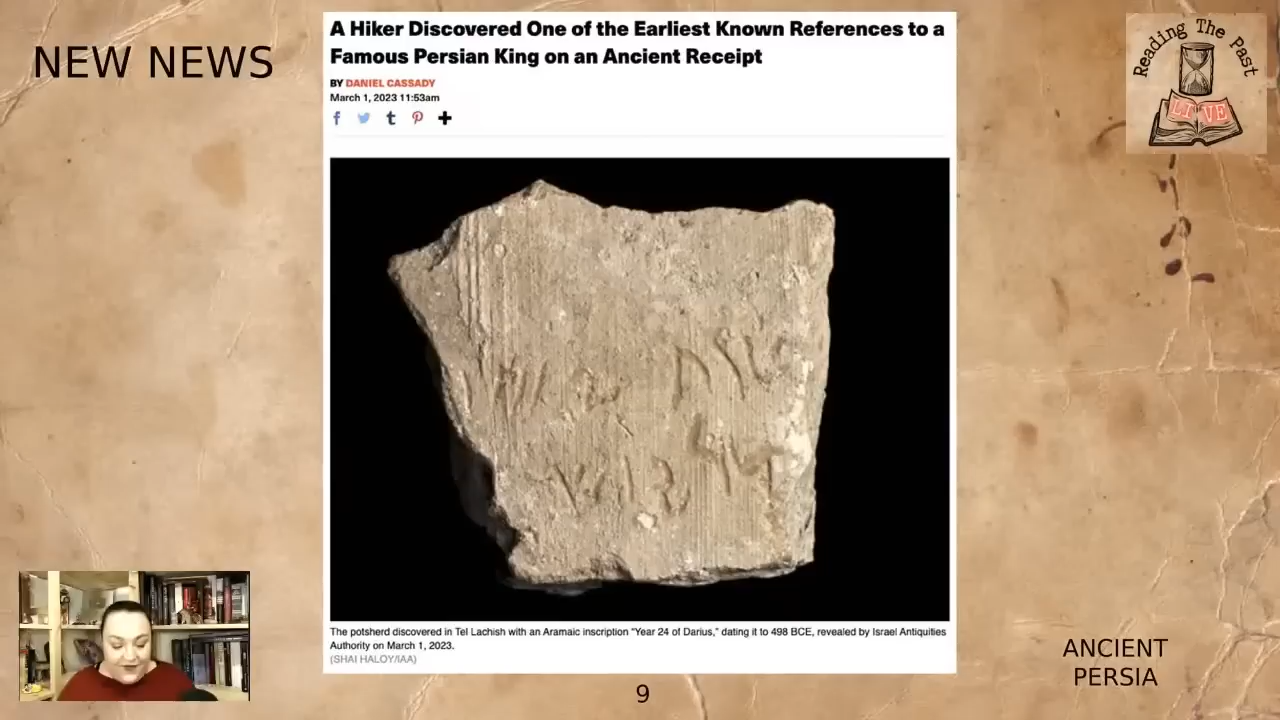 NEW NEWS
A Hiker Discovered One of the Earliest Known References to a
Famous Persian King on an Ancient Receipt
BY DANIEL CASSADY
March 1, 2023 11:53am
The potsherd discovered in Tel Lachish with an Aramaic inscription “Year 24 of Darius,” dating it to 498 BCE, revealed by Israel Antiquities
Authority on March 1, 2023.
(SHAI HALOY/IAA)
9
Reading The Past
LIVE
ANCIENT
PERSIA